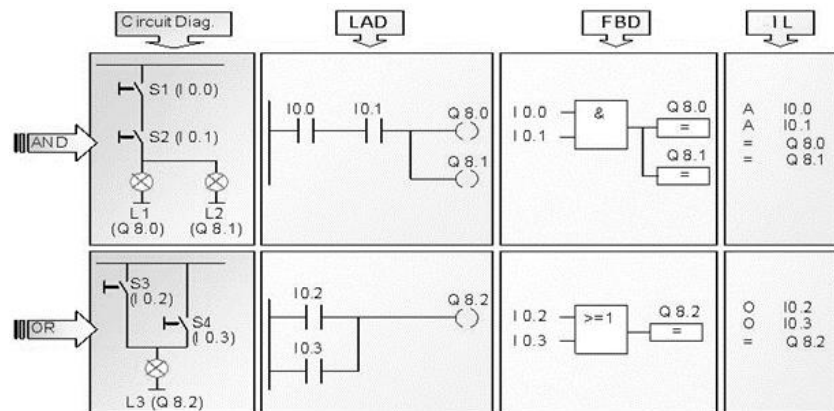 Circuit Diag.
LAD
FBD
IL
AND
S1 (I 0.0)
S2 (I 0.1)
L1
(Q 8.0)
L2
(Q 8.1)
I0.0
I0.1
Q 8.0
Q 8.1
I 0.0
I 0.1
&
Q 8.0
=
Q 8.1
=
A I0.0
A I0.1
= Q8.0
= Q8.1
OR
S3
(I 0.2)
S4
(I 0.3)
L3 (Q 8.2)
I0.2
I0.3
Q 8.2
I 0.2
I 0.3
>=1
Q 8.2
=
O I0.2
O I0.3
= Q8.2